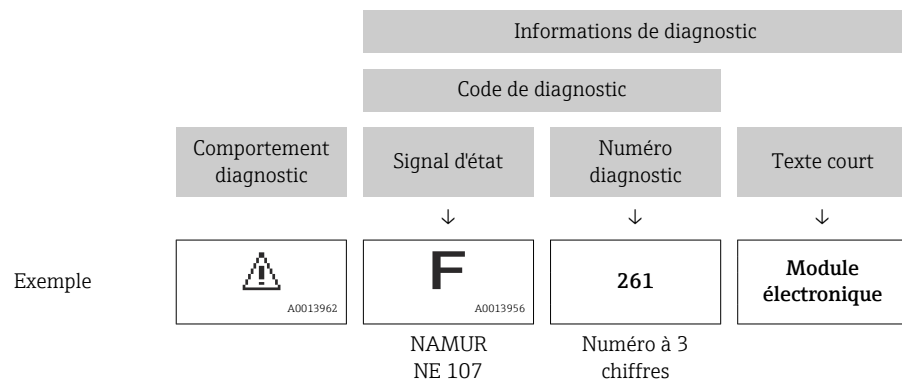 Informations de diagnostic
Code de diagnostic
Comportement
diagnostic
Signal d'état
Numéro
diagnostic
Texte court
↓
↓
↓
Exemple
A0013962
F
A0013956
261
Module
électronique
NAMUR
NE 107
Numéro à 3
chiffres